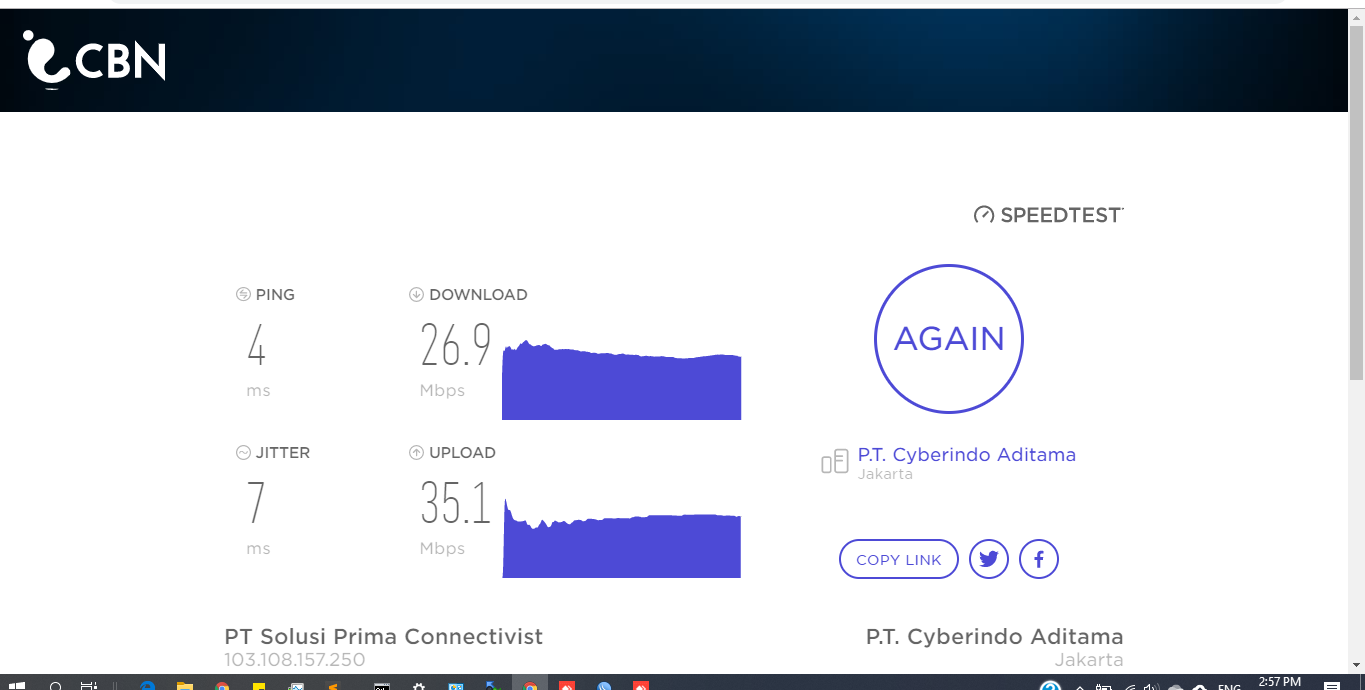 CBN
SPEEDTEST
PING
4
ms
DOWNLOAD
26.9
Mbps
JITTER
7
ms
UPLOAD
35.1
Mbps
AGAIN
P.T. Cyberindo Aditama
Jakarta
COPY LINK
PT Solusi Prima Connectivist
103.108.157.250
P.T. Cyberindo Aditama
Jakarta
ENG
2:57 PM